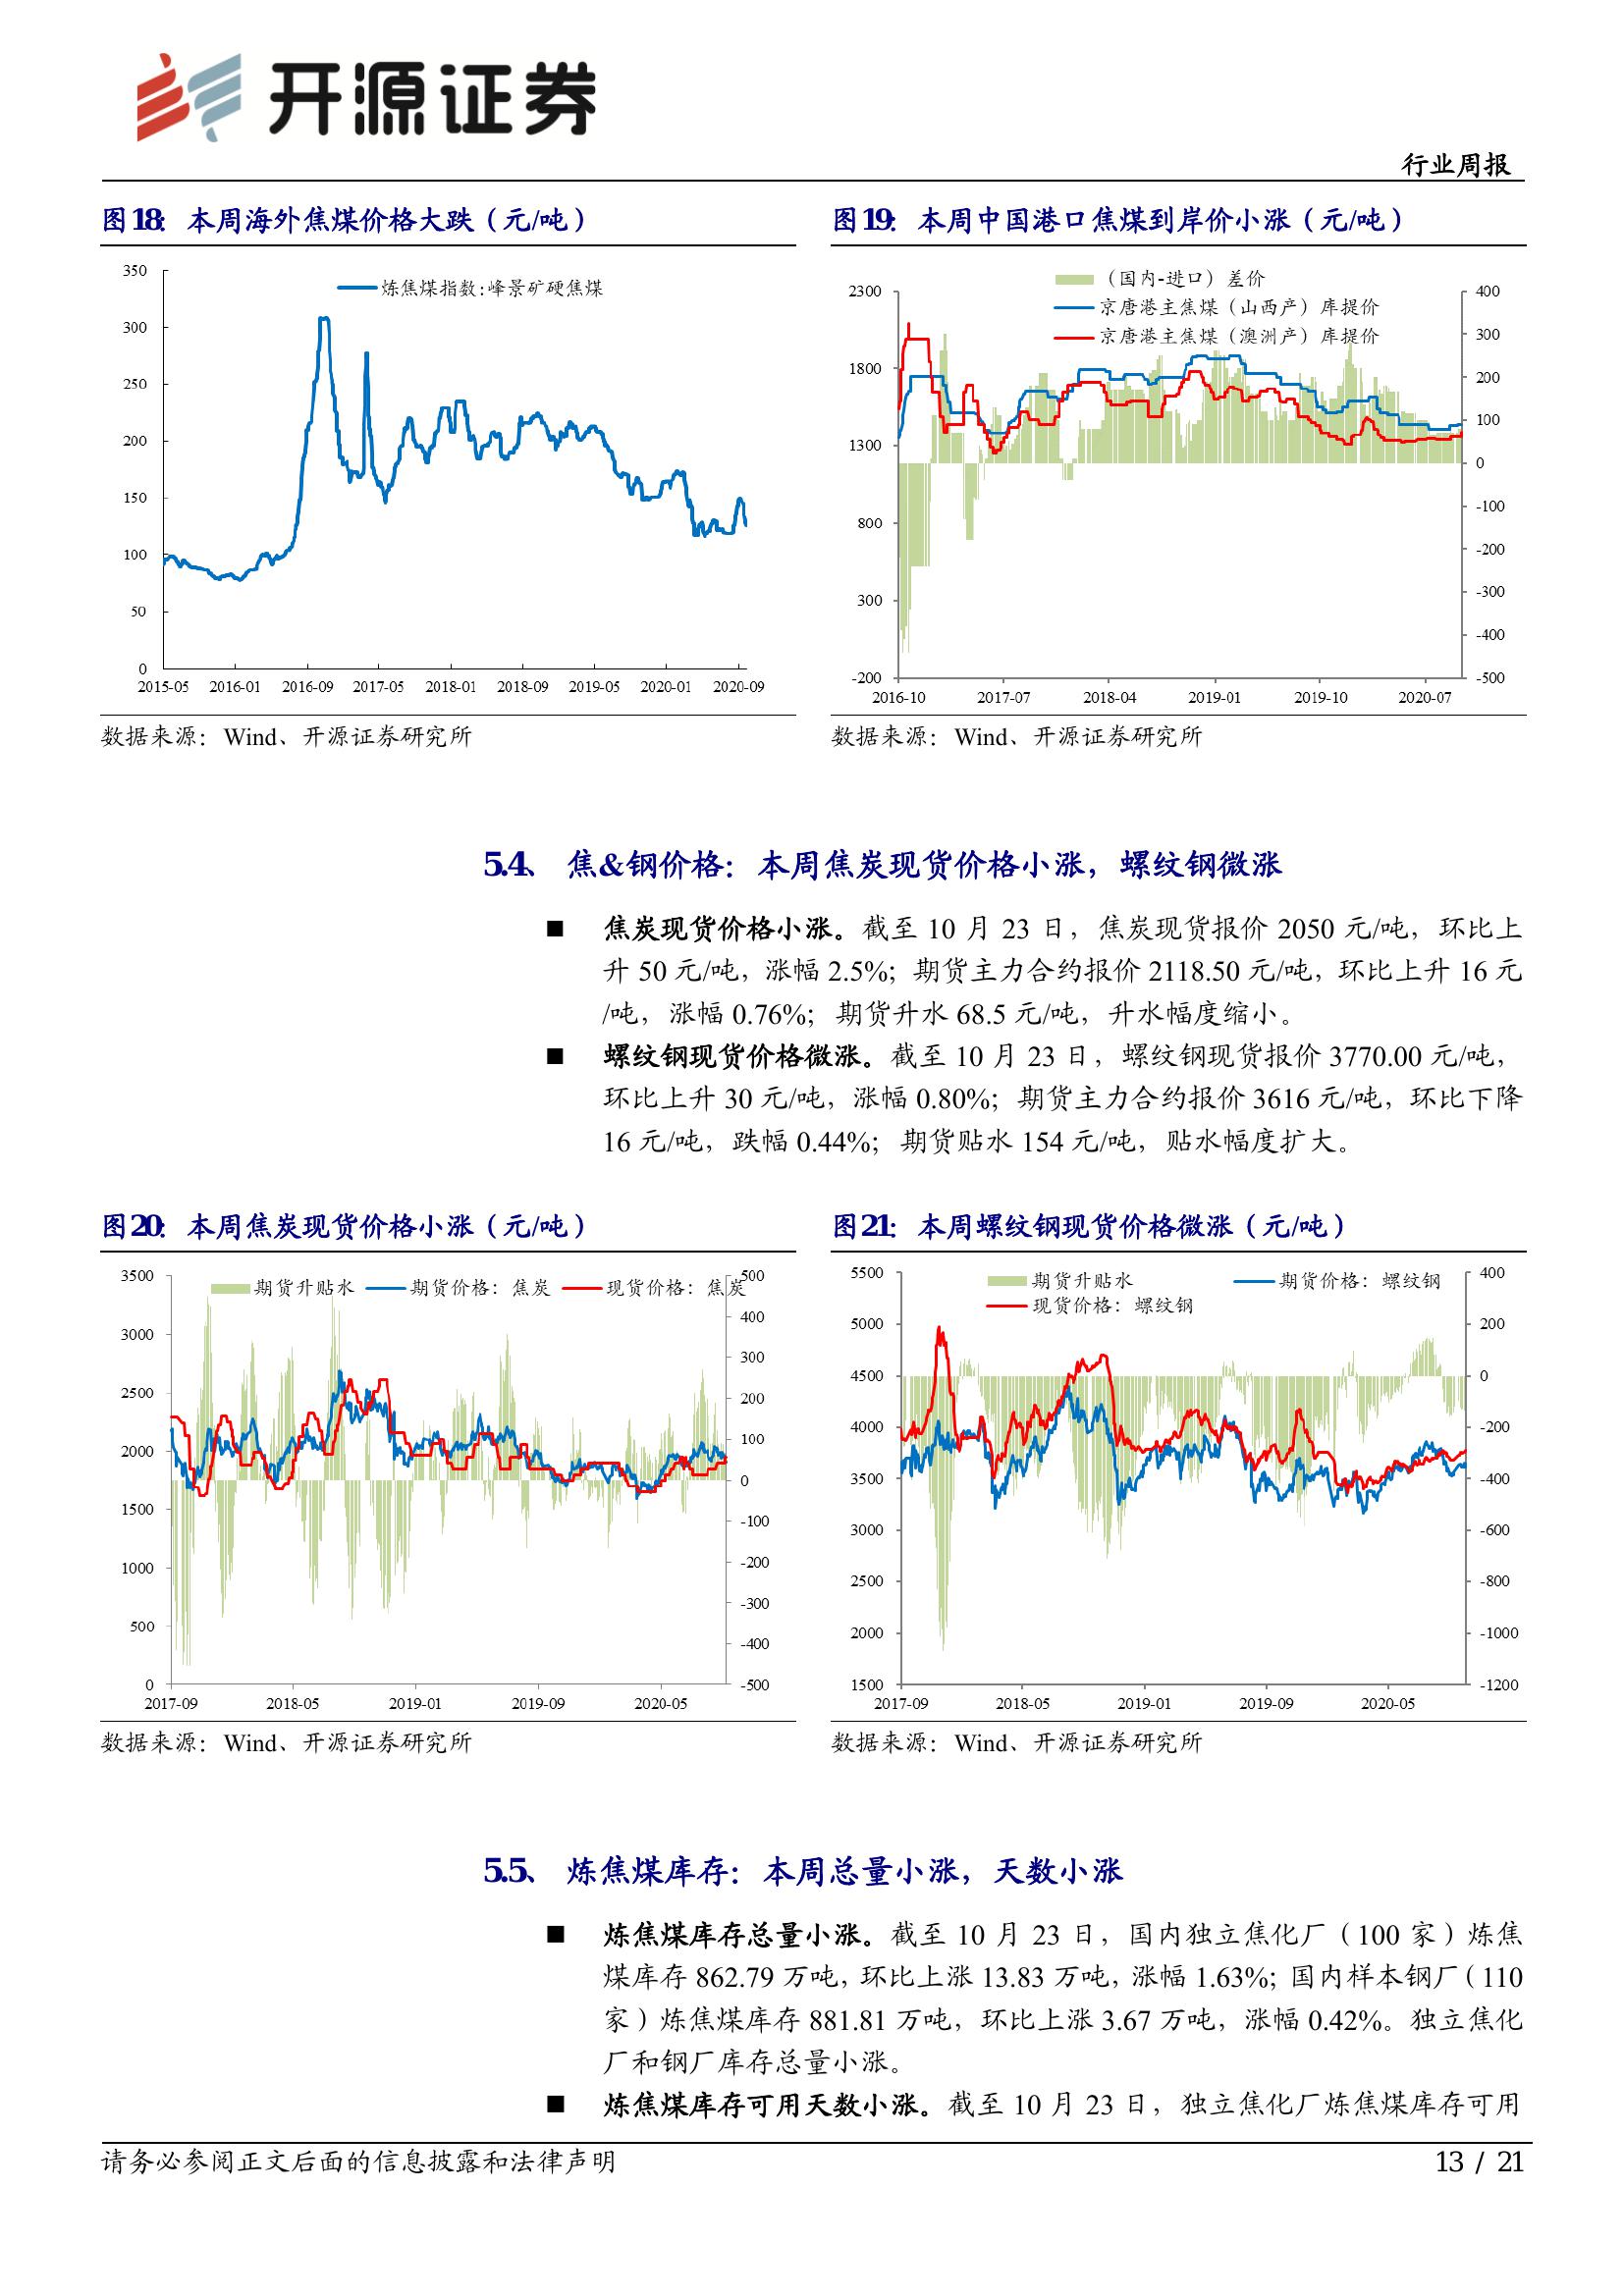 开源证券
行业周报
图18： 本周海外焦煤价格大跌（元/吨）
炼焦煤指数:峰景矿硬焦煤
350
300
250
200
150
100
50
0
2015-05 2016-01 2016-09 2017-05 2018-01 2018-09 2019-05 2020-01 2020-09
数据来源：Wind、开源证券研究所
图19： 本周中国港口焦煤到岸价小涨（元/吨）
（国内-进口）差价
京唐港主焦煤（山西产）库提价
京唐港主焦煤（澳洲产）库提价
2300
1800
1300
800
300
-200
400
300
200
100
0
-100
-200
-300
-400
-500
2016-10 2017-07 2018-04 2019-01 2019-10 2020-07
数据来源：Wind、开源证券研究所
5.4、 焦&钢价格：本周焦炭现货价格小涨，螺纹钢微涨
■ 焦炭现货价格小涨。截至 10 月 23 日，焦炭现货报价 2050 元/吨，环比上
升 50 元/吨，涨幅 2.5%；期货主力合约报价 2118.50 元/吨，环比上升 16 元
/吨，涨幅 0.76%；期货升水 68.5 元/吨，升水幅度缩小。
■ 螺纹钢现货价格微涨。截至 10 月 23 日，螺纹钢现货报价 3770.00 元/吨，
环比上升 30 元/吨，涨幅 0.80%；期货主力合约报价 3616 元/吨，环比下降
16 元/吨，跌幅 0.44%；期货贴水 154 元/吨，贴水幅度扩大。
图20： 本周焦炭现货价格小涨（元/吨）
期货升贴水 期货价格：焦炭 现货价格：焦炭
3500
3000
2500
2000
1500
1000
500
0
500
400
300
200
100
0
-100
-200
-300
-400
-500
2017-09 2018-05 2019-01 2019-09 2020-05
数据来源：Wind、开源证券研究所
图21： 本周螺纹钢现货价格微涨（元/吨）
期货升贴水 期货价格：螺纹钢
现货价格：螺纹钢
5500
5000
4500
4000
3500
3000
2500
2000
1500
400
200
0
-200
-400
-600
-800
-1000
-1200
2017-09 2018-05 2019-01 2019-09 2020-05
数据来源：Wind、开源证券研究所
5.5、 炼焦煤库存：本周总量小涨，天数小涨
■ 炼焦煤库存总量小涨。截至 10 月 23 日，国内独立焦化厂（100 家）炼焦
煤库存 862.79 万吨，环比上涨 13.83 万吨，涨幅 1.63%；国内样本钢厂（110
家）炼焦煤库存 881.81 万吨，环比上涨 3.67 万吨，涨幅 0.42%。独立焦化
厂和钢厂库存总量小涨。
■ 炼焦煤库存可用天数小涨。截至 10 月 23 日，独立焦化厂炼焦煤库存可用
请务必参阅正文后面的信息披露和法律声明
13 / 21